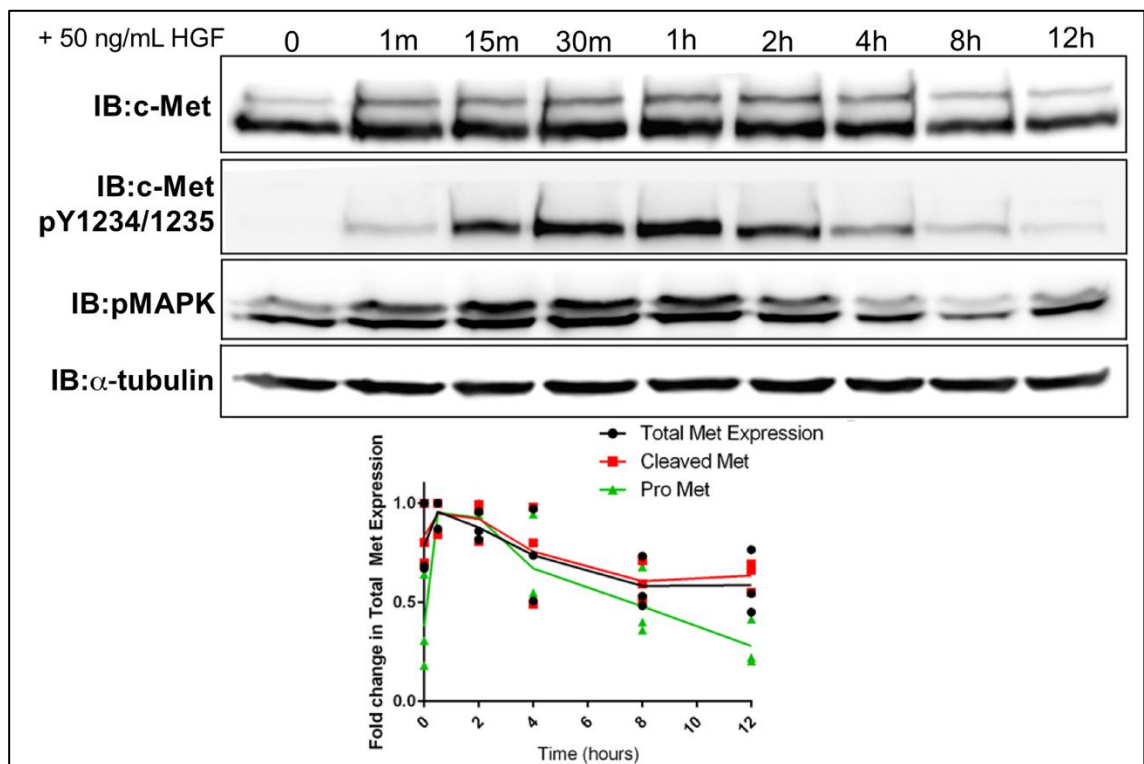 + 50 ng/mL HGF 0 1m 15m 30m 1h 2h 4h 8h 12h
IB:c-Met
IB:c-Met
pY1234/1235
IB:pMAPK
IB:α-tubulin
Total Met Expression
Cleaved Met
Pro Met
Fold change in Total Met Expression
1.0
0.5
0.0
0 2 4 6 8 10 12
Time (hours)